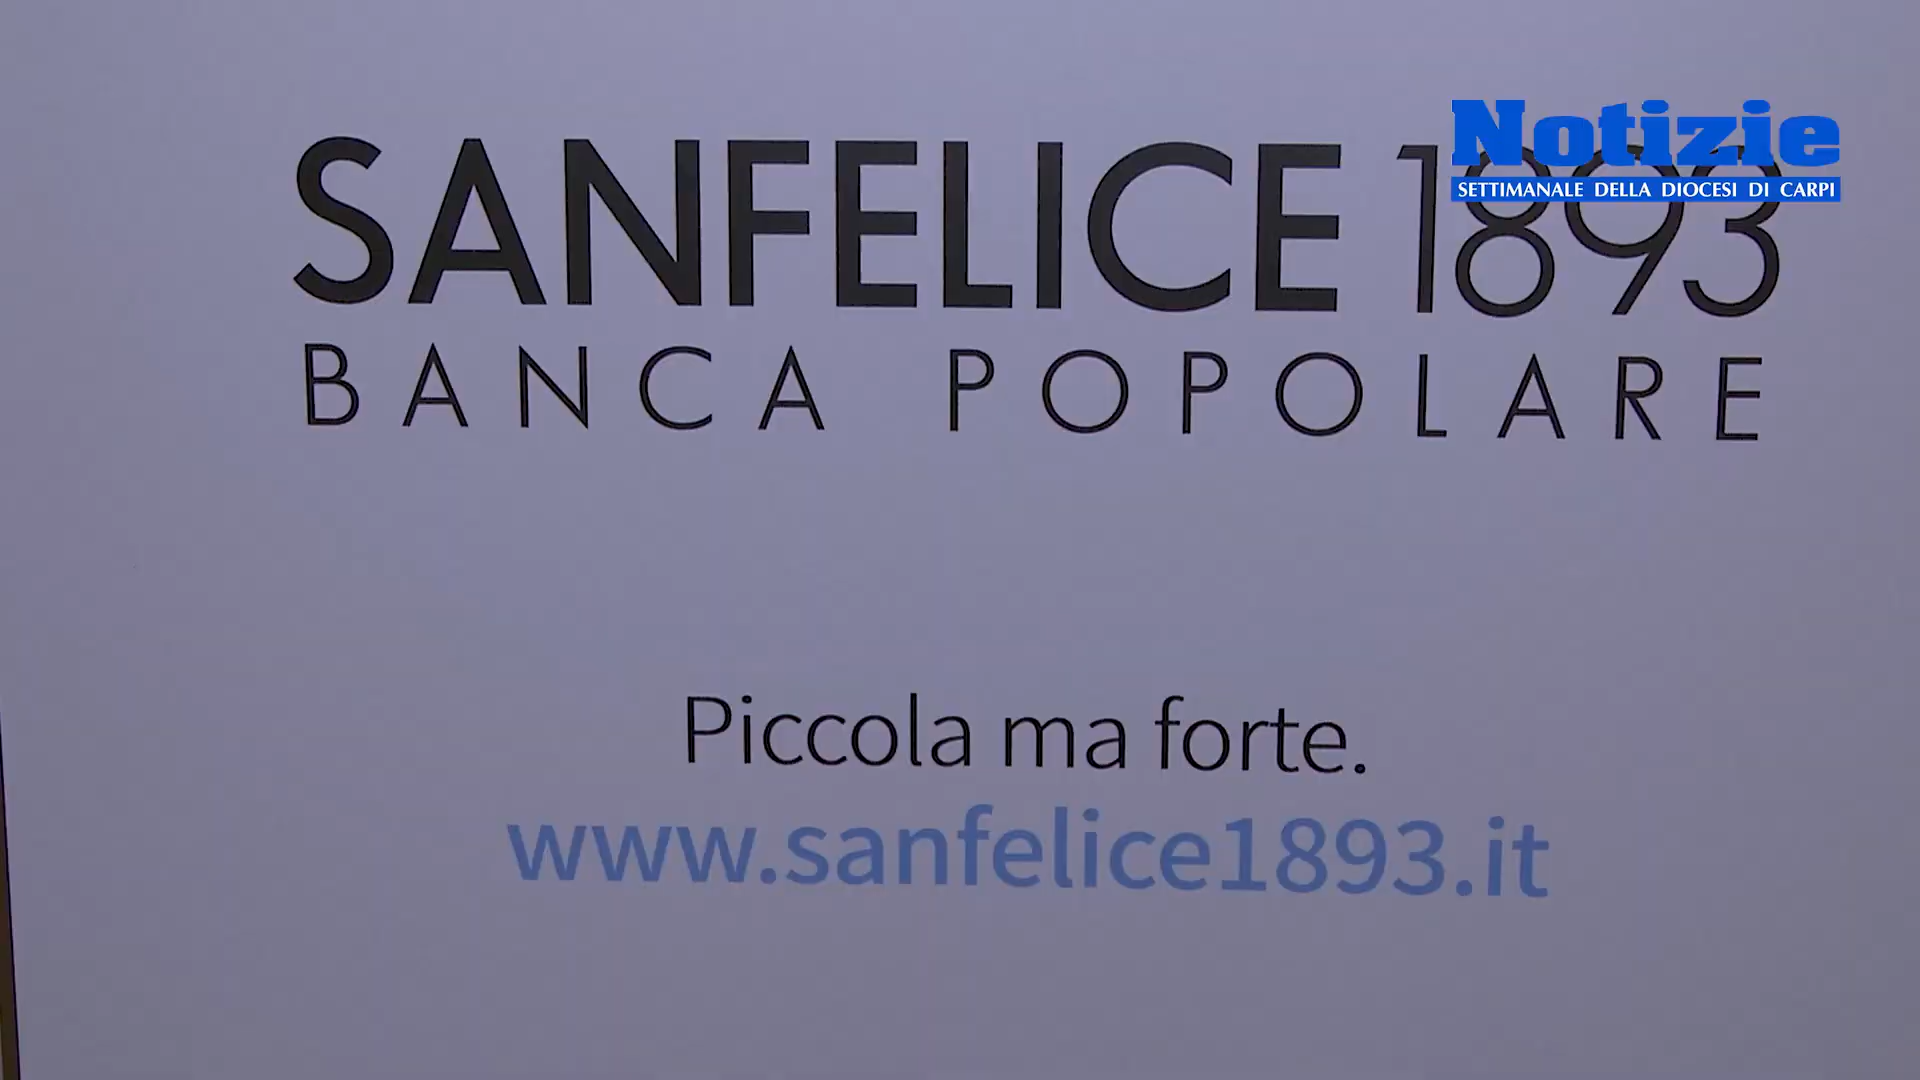 SANFELICE 1893
BANCA POPOLARE
Notizie
SETTIMANALE DELLA DIOCESI DI CARPI
Piccola ma forte.
www.sanfelice1893.it